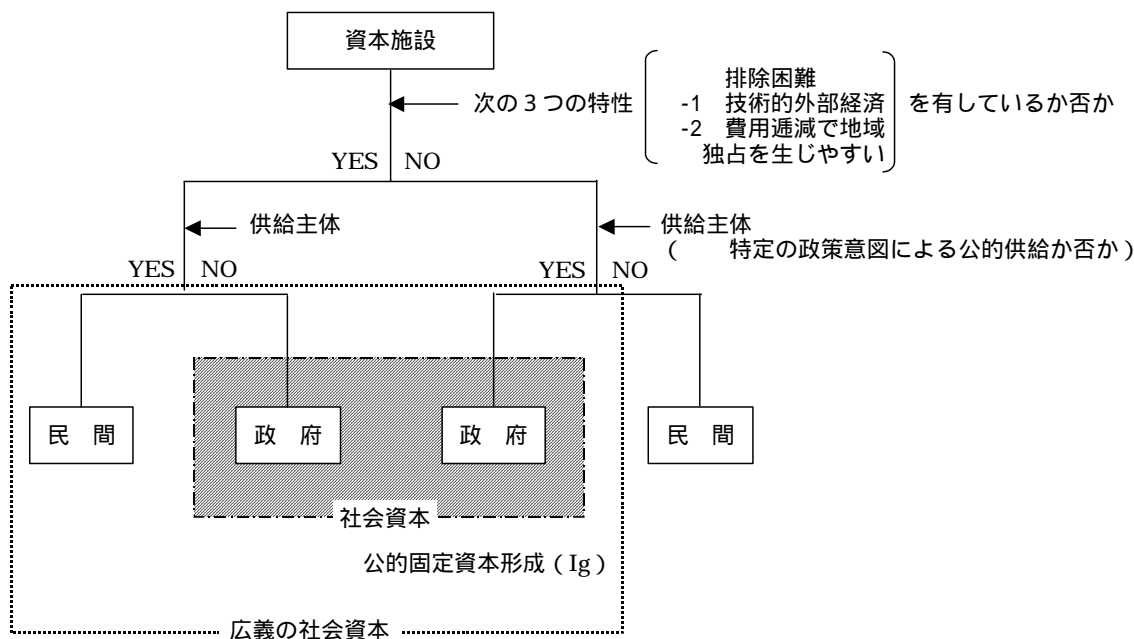 資本施設
次の3つの特性
排除困難
-1 技術的外部経済
-2 費用逓減で地域
独占を生じやすい
を有しているか否か
YES NO
供給主体
供給主体
( 特定の政策意図による公的供給か否か )
YES NO
YES NO
民 間
政 府
政 府
民 間
社会資本
公的固定資本形成 ( Ig )
広義の社会資本